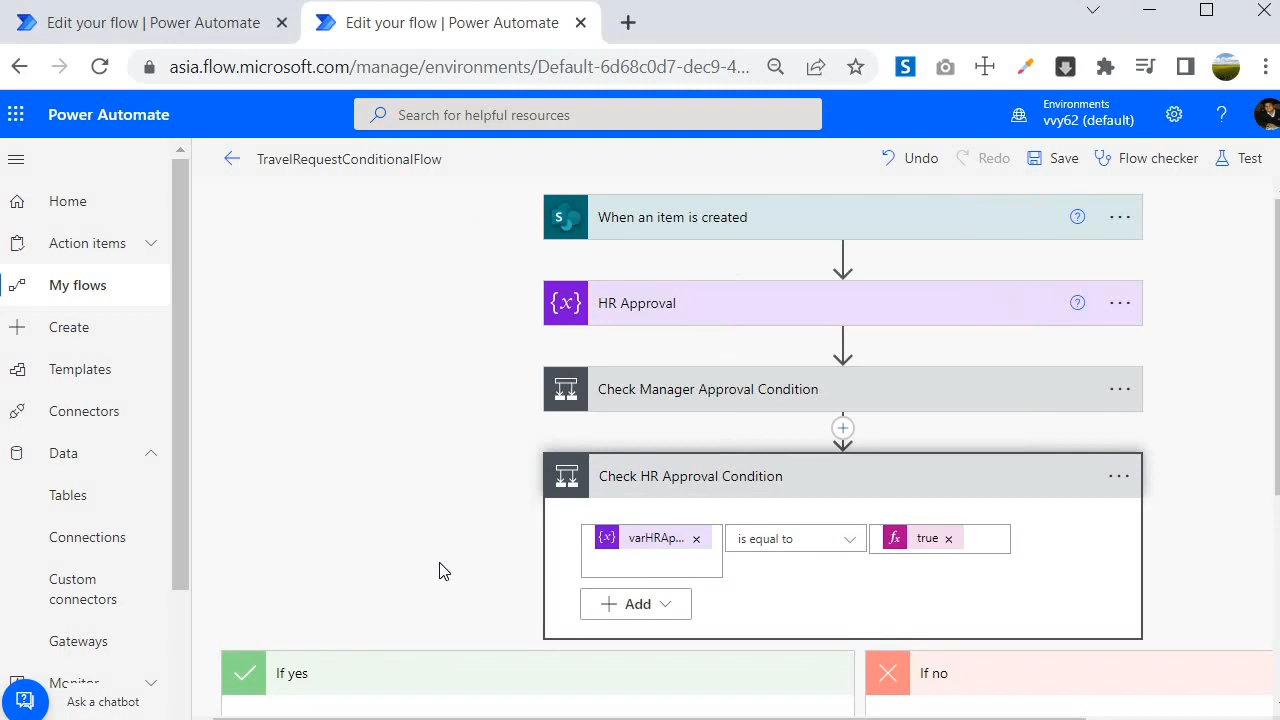 Edit your flow | Power Automate
Edit your flow | Power Automate
asia.flow.microsoft.com/manage/environments/Default-6d68c0d7-dec9-4...
S
Power Automate
Search for helpful resources
Environments
vvy62 (default)
?
TravelRequestConditionalFlow
Undo
Redo
Save
Flow checker
Test
Home
Action items
My flows
Create
Templates
Connectors
Data
Tables
Connections
Custom
connectors
Gateways
Monitor
Ask a chatbot
S
When an item is created
?
...
{x}
HR Approval
?
...
Check Manager Approval Condition
...
Check HR Approval Condition
...
{x} varHRAp...
is equal to
fx true
Add
If yes
If no